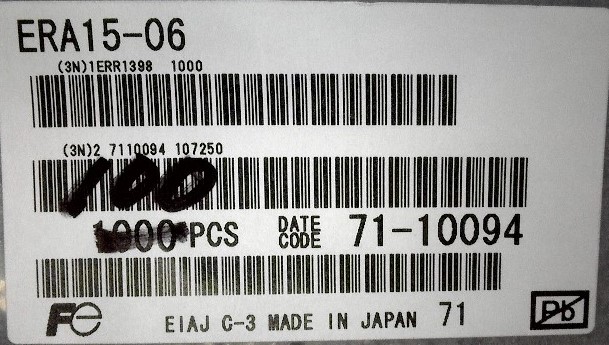 ERA15-06
(3N)1ERR1398 1000
(3N)2 7110094 107250
100
1000 PCS DATE CODE 71-10094
Fe EIAJ C-3 MADE IN JAPAN 71 Pb